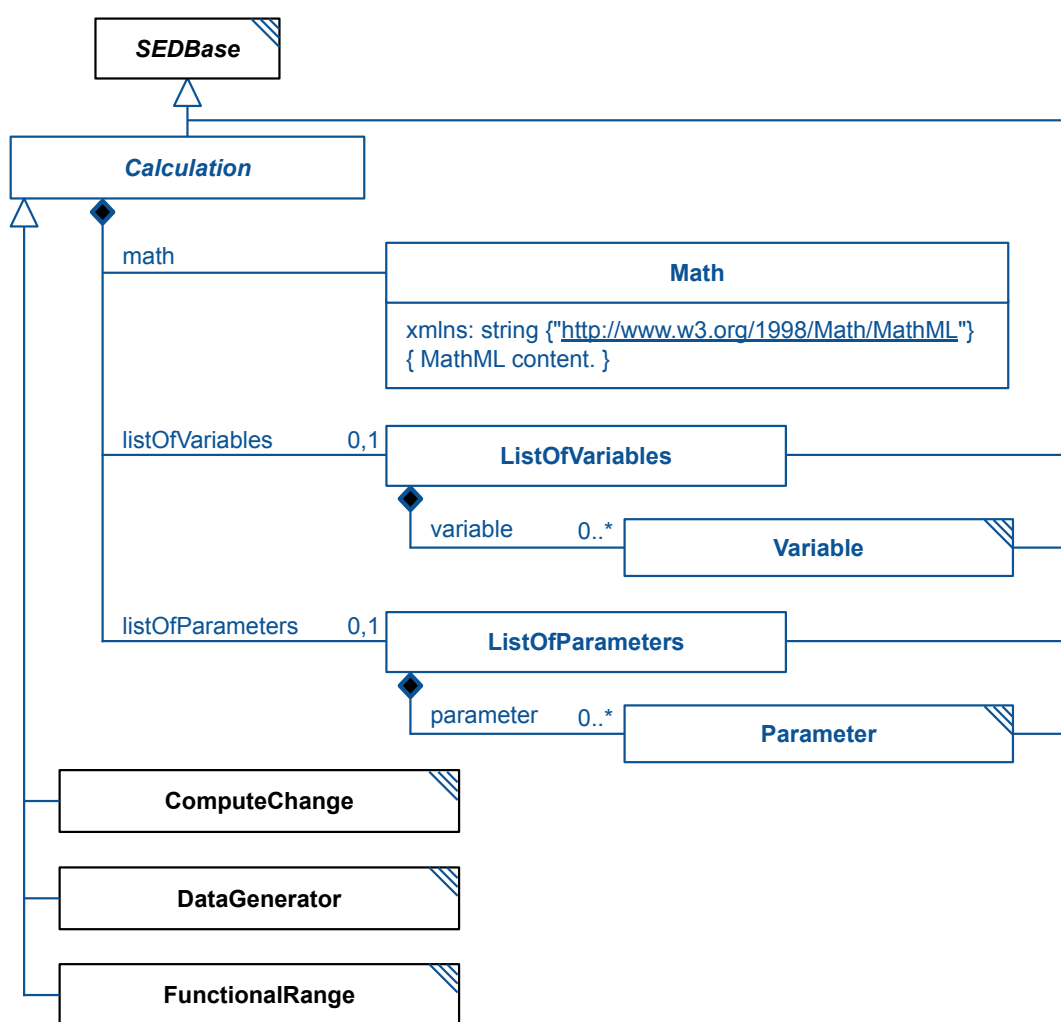 SEDBase
Calculation
math
Math
xmlns: string {"http://www.w3.org/1998/Math/MathML"}
{ MathML content. }
listOfVariables 0,1
ListOfVariables
variable 0..*
Variable
listOfParameters 0,1
ListOfParameters
parameter 0..*
Parameter
ComputeChange
DataGenerator
FunctionalRange